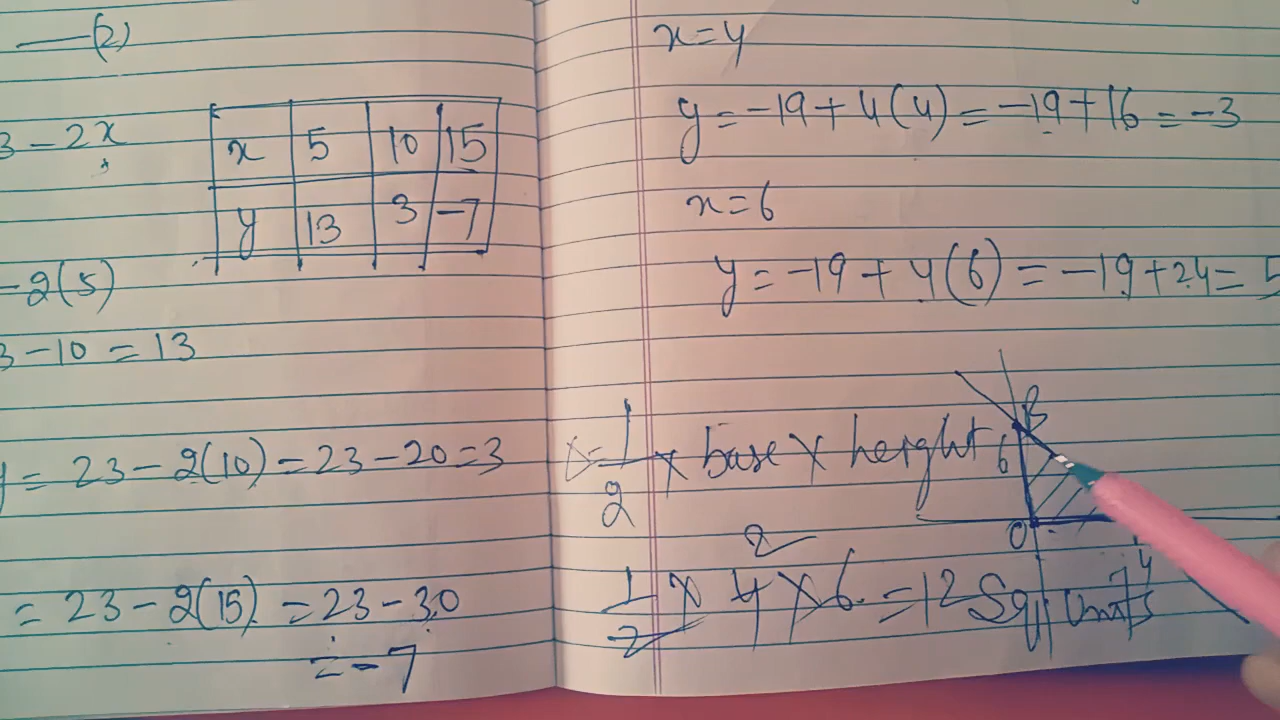 —(2)
3 - 2x
x 5 10 15
y 13 3 -7
-2(5)
3 - 10 = 13
y = 23 - 2(10) = 23 - 20 = 3
= 23 - 2(15) = 23 - 30
= -7
x = 4
y = -19 + 4(4) = -19 + 16 = -3
x = 6
y = -19 + 4(6) = -19 + 24 = 5
= 1/2 × base × height
B
6
O
4
1/2 × 4 × 6 = 12 Sq. Units
2